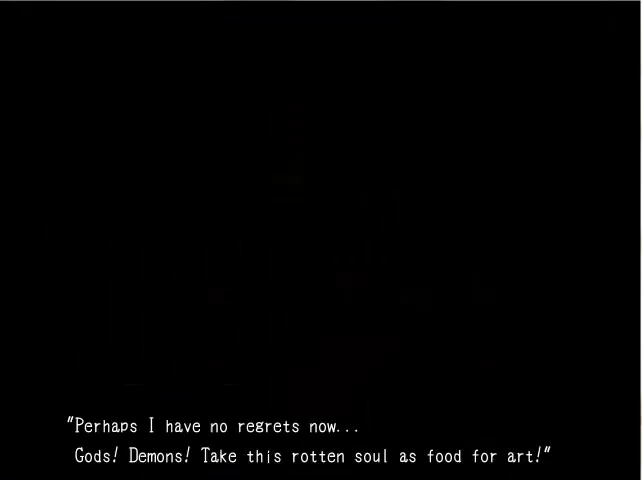 "Perhaps I have no regrets now...
Gods! Demons! Take this rotten soul as food for art!"